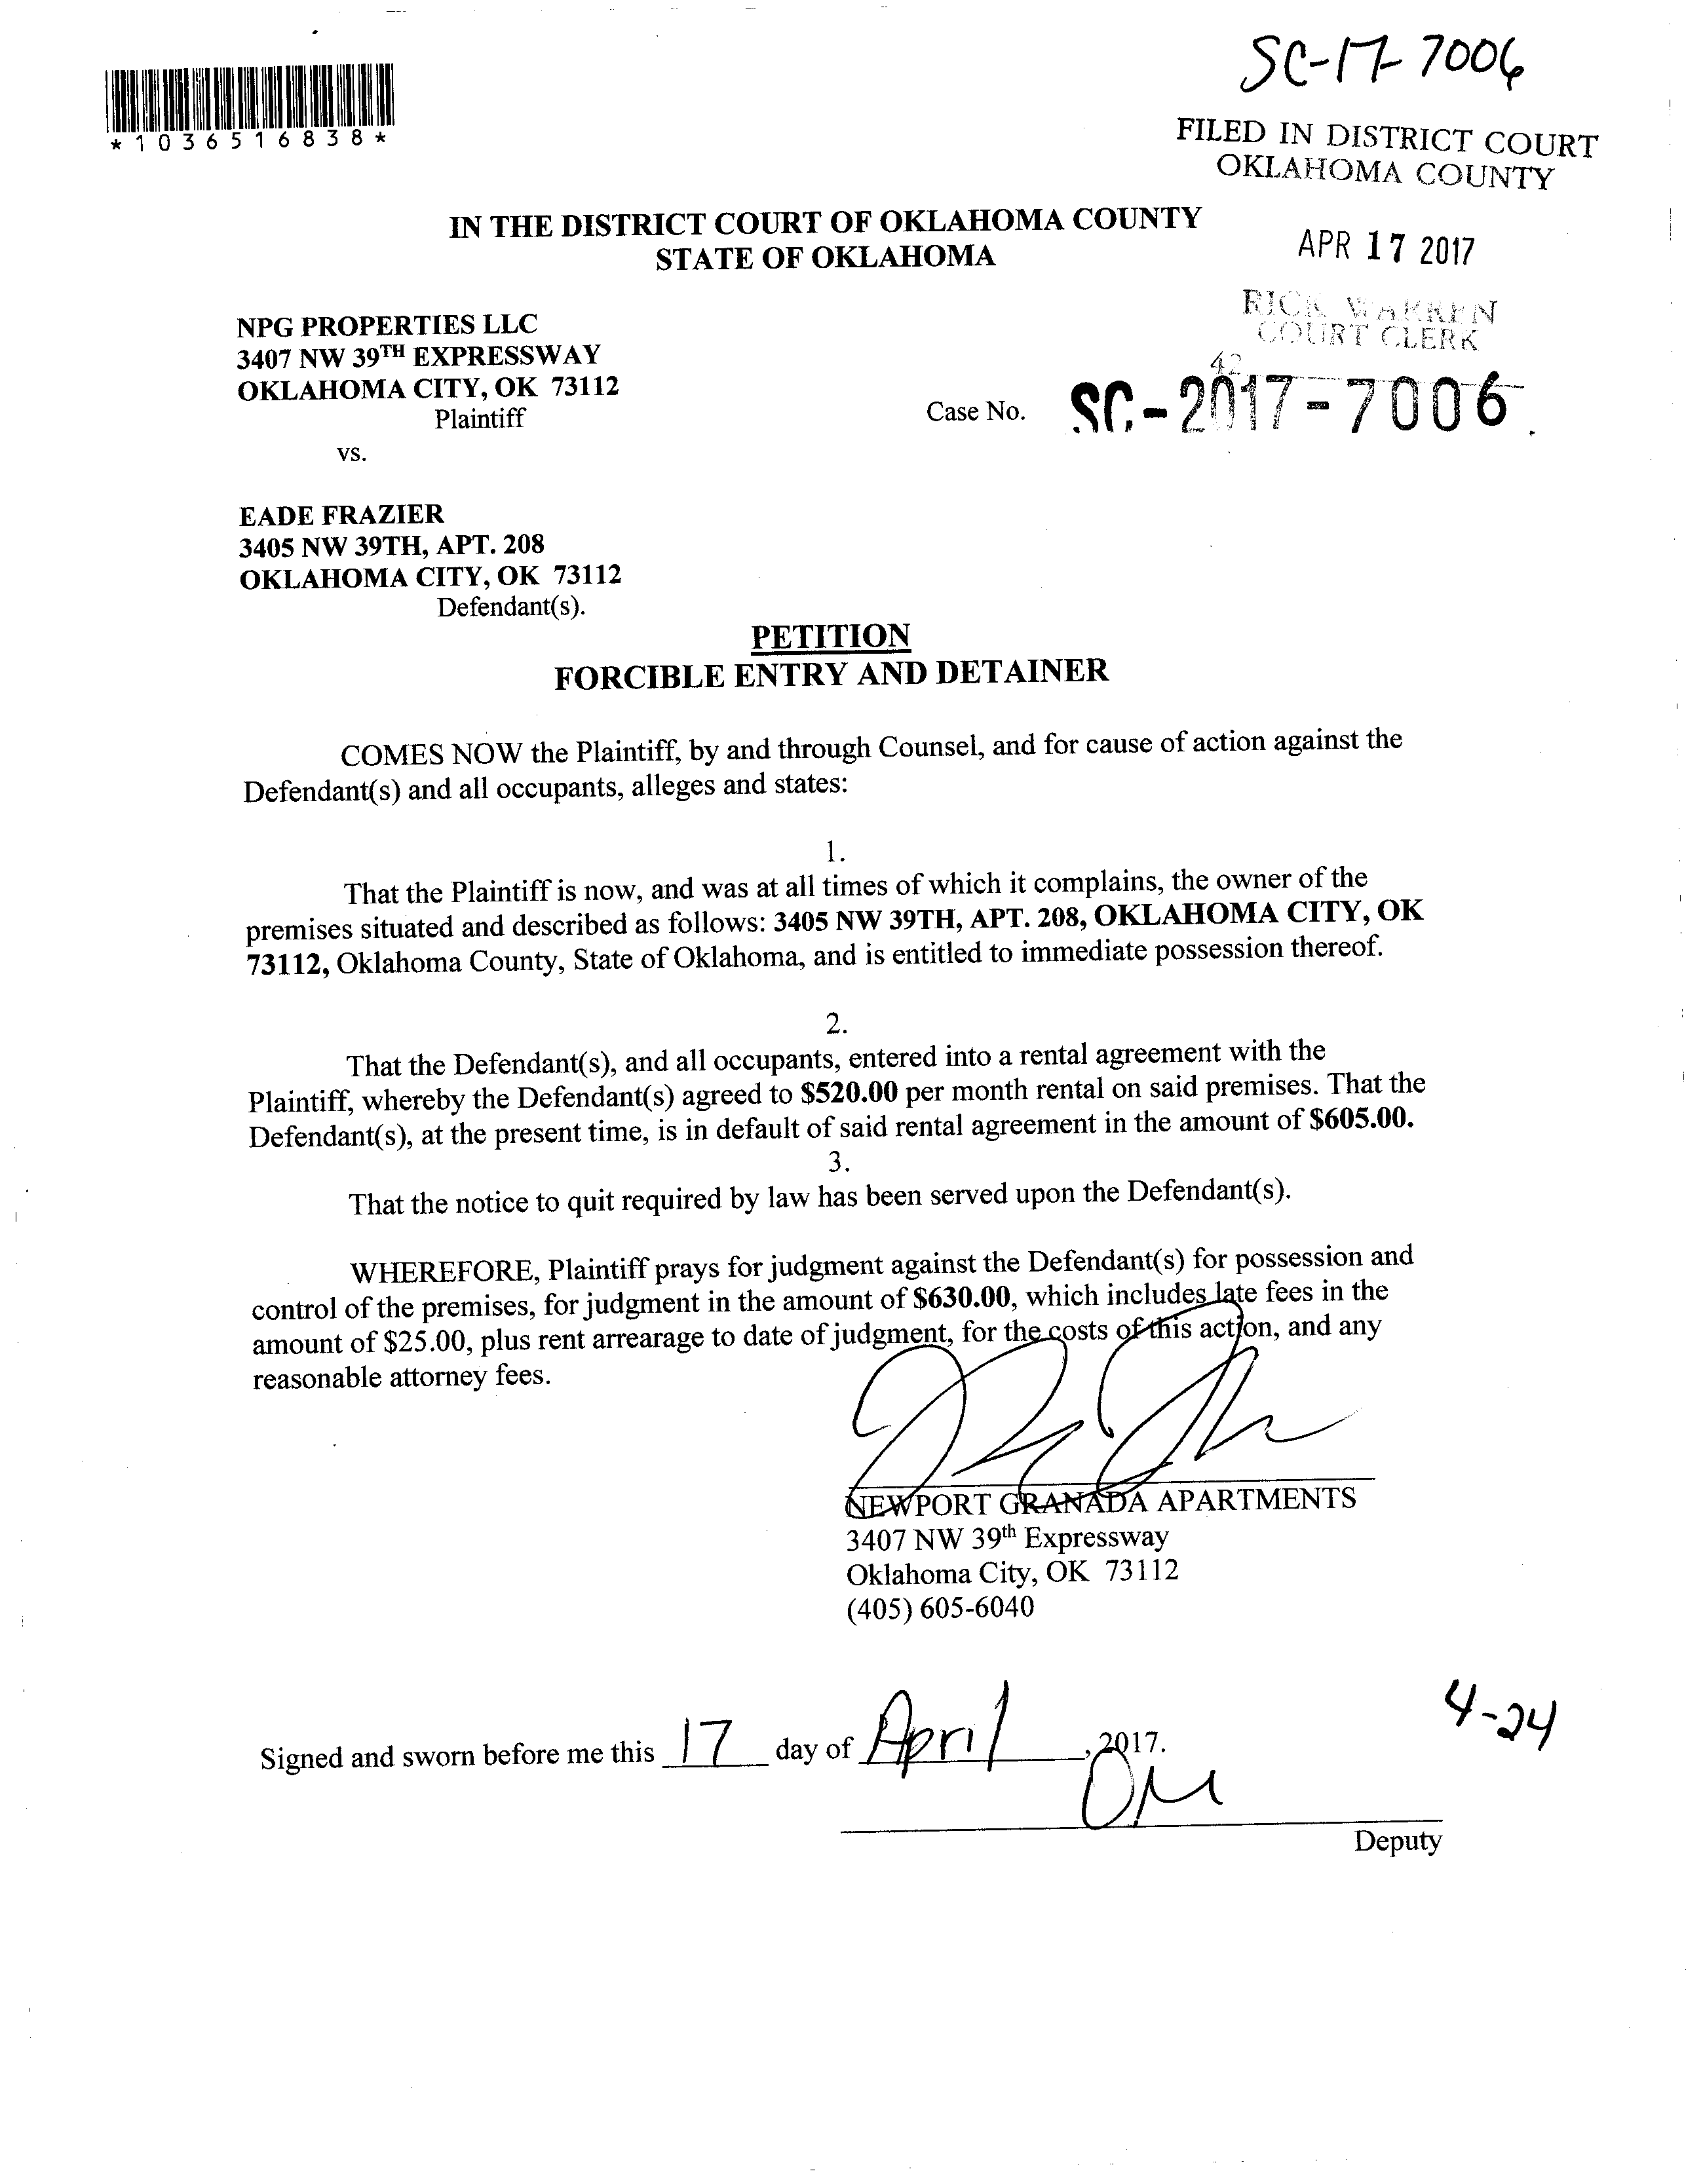 SC-17-7006
*1036516838*
FILED IN DISTRICT COURT
OKLAHOMA COUNTY
IN THE DISTRICT COURT OF OKLAHOMA COUNTY
STATE OF OKLAHOMA
APR 17 2017
RICK WARREN
COURT CLERK
42
NPG PROPERTIES LLC
3407 NW 39TH EXPRESSWAY
OKLAHOMA CITY, OK 73112
Plaintiff
Case No. SC-2017-7006
vs.
EADE FRAZIER
3405 NW 39TH, APT. 208
OKLAHOMA CITY, OK 73112
Defendant(s).
PETITION
FORCIBLE ENTRY AND DETAINER
COMES NOW the Plaintiff, by and through Counsel, and for cause of action against the
Defendant(s) and all occupants, alleges and states:
1.
That the Plaintiff is now, and was at all times of which it complains, the owner of the
premises situated and described as follows: 3405 NW 39TH, APT. 208, OKLAHOMA CITY, OK
73112, Oklahoma County, State of Oklahoma, and is entitled to immediate possession thereof.
2.
That the Defendant(s), and all occupants, entered into a rental agreement with the
Plaintiff, whereby the Defendant(s) agreed to $520.00 per month rental on said premises. That the
Defendant(s), at the present time, is in default of said rental agreement in the amount of $605.00.
3.
That the notice to quit required by law has been served upon the Defendant(s).
WHEREFORE, Plaintiff prays for judgment against the Defendant(s) for possession and
control of the premises, for judgment in the amount of $630.00, which includes late fees in the
amount of $25.00, plus rent arrearage to date of judgment, for the costs of this action, and any
reasonable attorney fees.
NEWPORT GRANADA APARTMENTS
3407 NW 39th Expressway
Oklahoma City, OK 73112
(405) 605-6040
4-24
Signed and sworn before me this 17 day of April, 2017.
Deputy